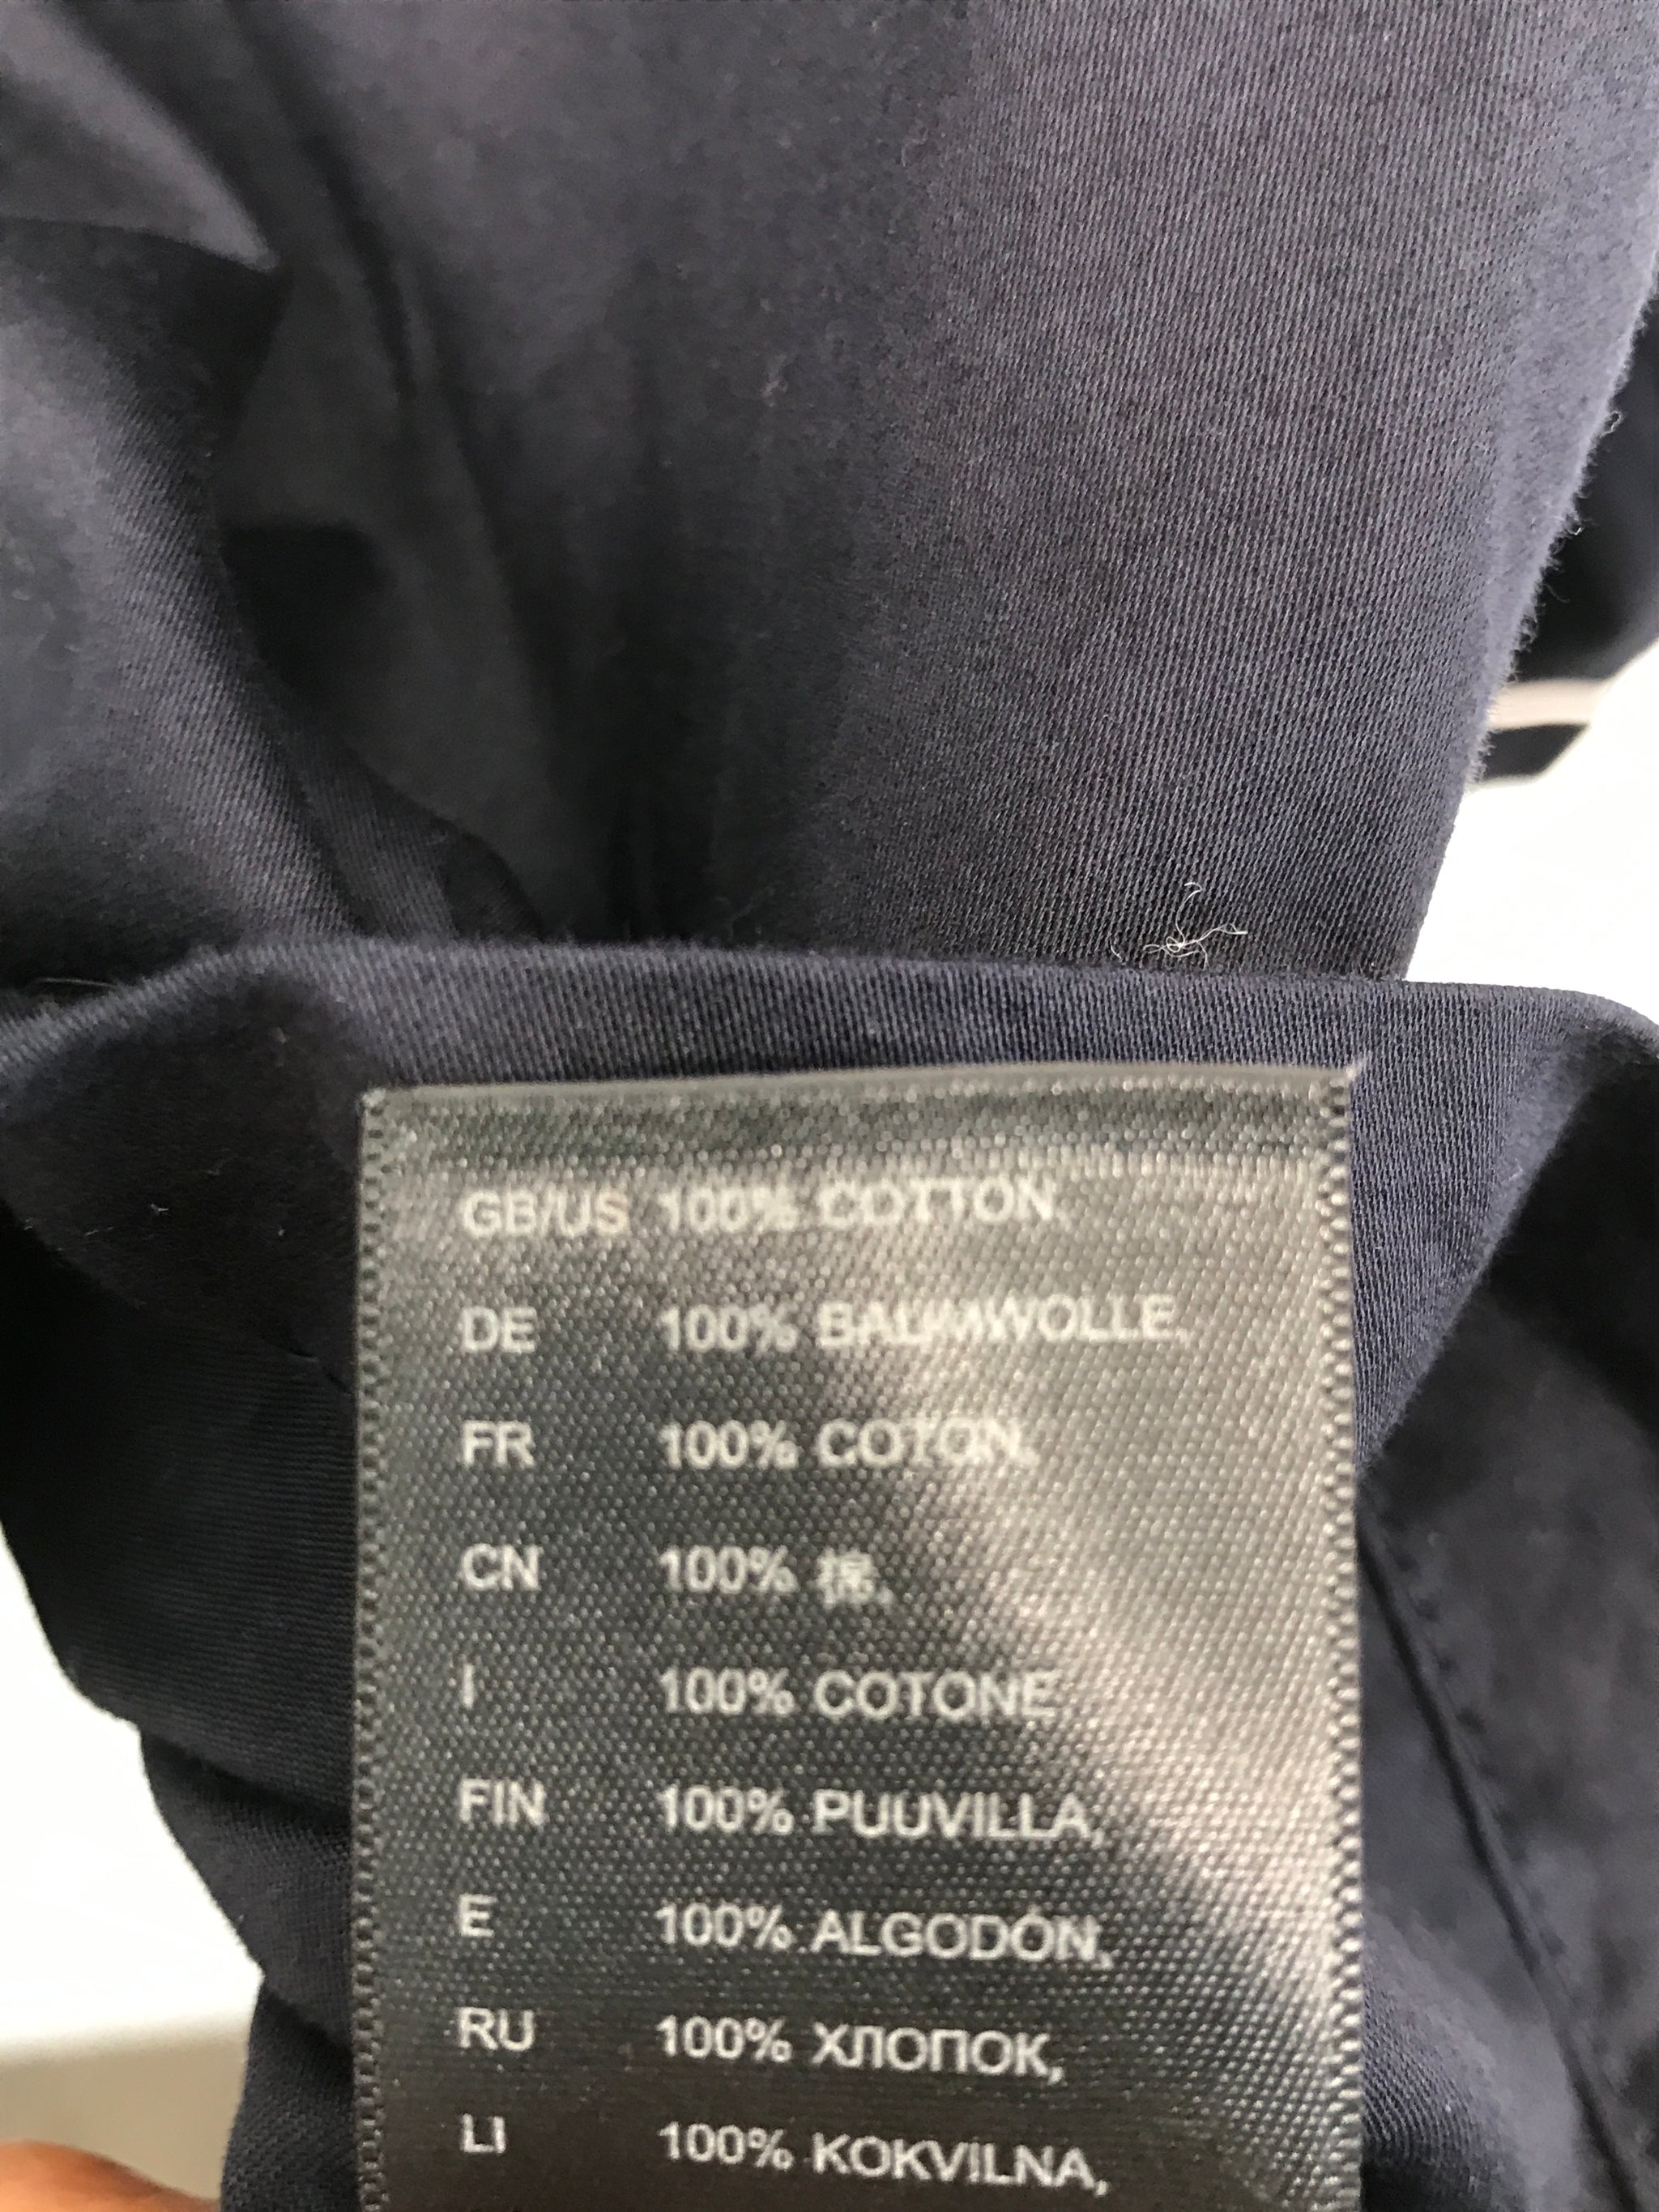 GB/US 100% COTTON.
DE 100% BAUMWOLLE.
FR 100% COTON.
CN 100% 棉.
I 100% COTONE
FIN 100% PUUVILLA,
E 100% ALGODÓN,
RU 100% ХЛОПОК,
LI 100% KOKVILNA,